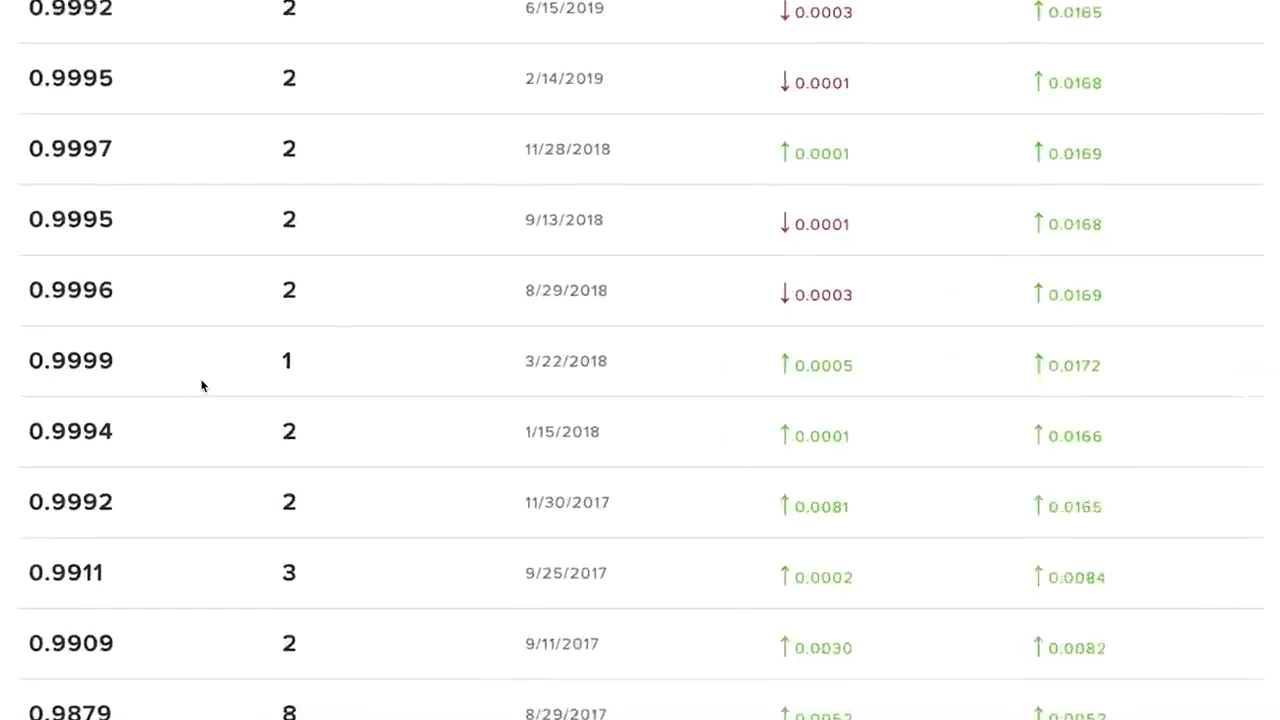 0.9992 2 6/15/2019 ↓ 0.0003 ↑ 0.0165
0.9995 2 2/14/2019 ↓ 0.0001 ↑ 0.0168
0.9997 2 11/28/2018 ↑ 0.0001 ↑ 0.0169
0.9995 2 9/13/2018 ↓ 0.0001 ↑ 0.0168
0.9996 2 8/29/2018 ↓ 0.0003 ↑ 0.0169
0.9999 1 3/22/2018 ↑ 0.0005 ↑ 0.0172
0.9994 2 1/15/2018 ↑ 0.0001 ↑ 0.0166
0.9992 2 11/30/2017 ↑ 0.0081 ↑ 0.0165
0.9911 3 9/25/2017 ↑ 0.0002 ↑ 0.0084
0.9909 2 9/11/2017 ↑ 0.0030 ↑ 0.0082
0.9879 8 8/29/2017 ↑ 0.0052 ↑ 0.0052